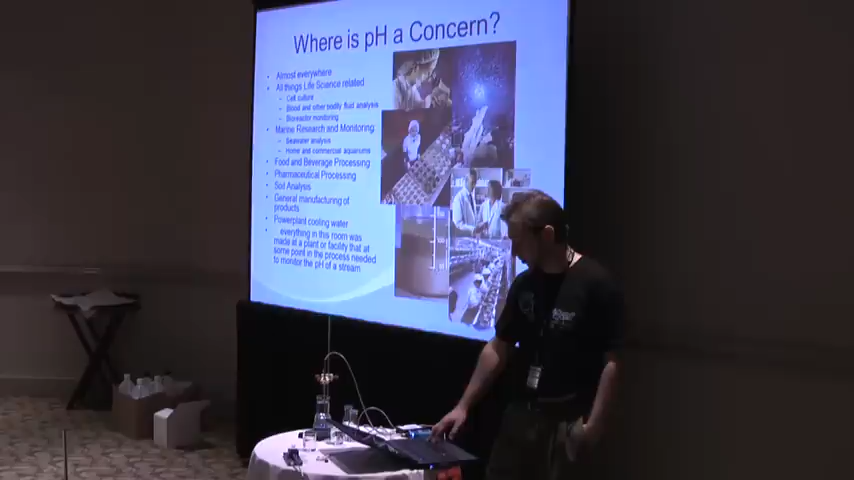 Where is pH a Concern?
• Almost everywhere
• All things Life Science related
– Cell culture
– Blood and other bodily fluid analysis
– Bioreactor monitoring
• Marine Research and Monitoring
– Seawater analysis
– Home and commercial aquariums
• Food and Beverage Processing
• Pharmaceutical Processing
• Soil Analysis
• General manufacturing of
products
• Powerplant cooling water
• everything in this room was
made at a plant or facility that at
some point in the process needed
to monitor the pH of a stream